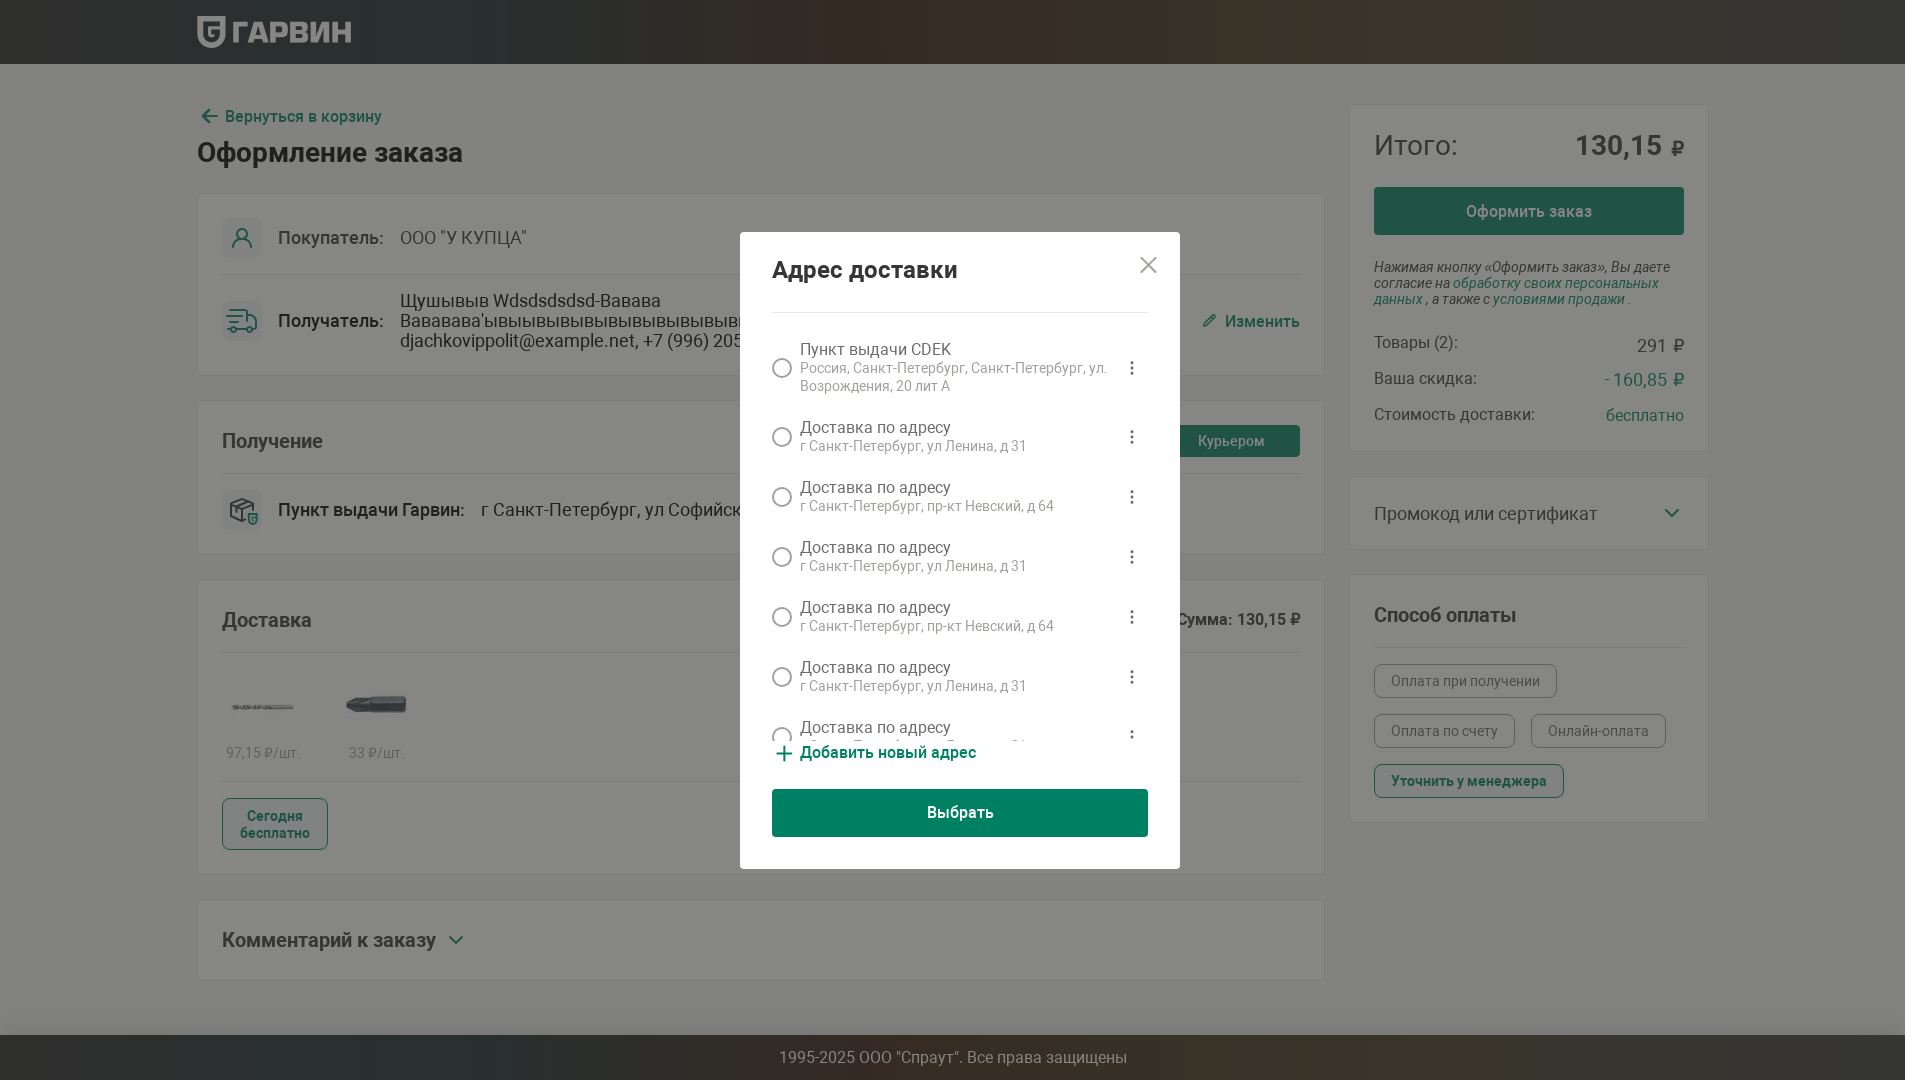 ГАРВИН
Вернуться в корзину
Оформление заказа
Покупатель: ООО "У КУПЦА"
Получатель:
Щушывыв Wdsdsdsdsd-Вавава
djachkovippolit@example.net, +7 (996) 205
Изменить
Получение
Курьером
Пункт выдачи Гарвин: г Санкт-Петербург, ул Софийск
Доставка
Сумма: 130,15 ₽
97,15 ₽/шт.
33 ₽/шт.
Сегодня
бесплатно
Комментарий к заказу
Адрес доставки
Пункт выдачи CDEK
Россия, Санкт-Петербург, Санкт-Петербург, ул.
Возрождения, 20 лит А
Доставка по адресу
г Санкт-Петербург, ул Ленина, д 31
Доставка по адресу
г Санкт-Петербург, пр-кт Невский, д 64
Доставка по адресу
г Санкт-Петербург, ул Ленина, д 31
Доставка по адресу
г Санкт-Петербург, пр-кт Невский, д 64
Доставка по адресу
г Санкт-Петербург, ул Ленина, д 31
Доставка по адресу
Добавить новый адрес
Выбрать
Итого: 130,15 ₽
Оформить заказ
Нажимая кнопку «Оформить заказ», Вы даете
согласие на обработку своих персональных
данных , а также с условиями продажи .
Товары (2): 291 ₽
Ваша скидка: - 160,85 ₽
Стоимость доставки: бесплатно
Промокод или сертификат
Способ оплаты
Оплата при получении
Оплата по счету
Онлайн-оплата
Уточнить у менеджера
1995-2025 ООО "Спраут". Все права защищены